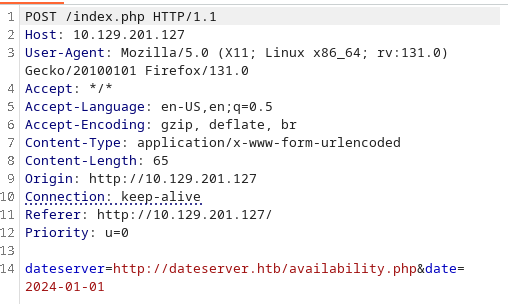 1 POST /index.php HTTP/1.1
2 Host: 10.129.201.127
3 User-Agent: Mozilla/5.0 (X11; Linux x86_64; rv:131.0)
Gecko/20100101 Firefox/131.0
4 Accept: */*
5 Accept-Language: en-US,en;q=0.5
6 Accept-Encoding: gzip, deflate, br
7 Content-Type: application/x-www-form-urlencoded
8 Content-Length: 65
9 Origin: http://10.129.201.127
10 Connection: keep-alive
11 Referer: http://10.129.201.127/
12 Priority: u=0
13
14 dateserver=http://dateserver.htb/availability.php&date=
2024-01-01